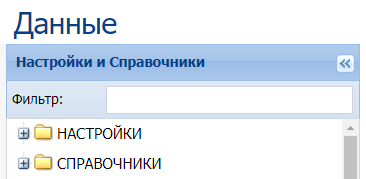 Данные
Настройки и Справочники
Фильтр:
НАСТРОЙКИ
СПРАВОЧНИКИ